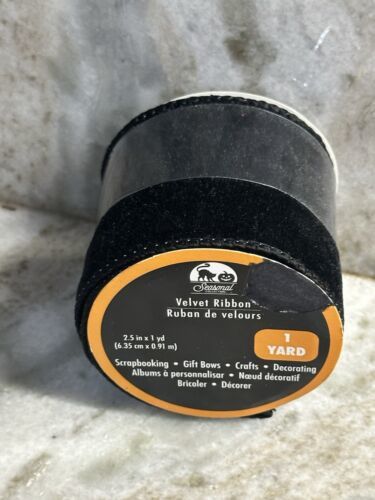 Seasonal
Velvet Ribbon
Ruban de velours
2.5 in x 1 yd
(6.35 cm x 0.91 m)
1
YARD
Scrapbooking • Gift Bows • Crafts • Decorating
Albums à personnaliser • Nœud décoratif
Bricoler • Décorer